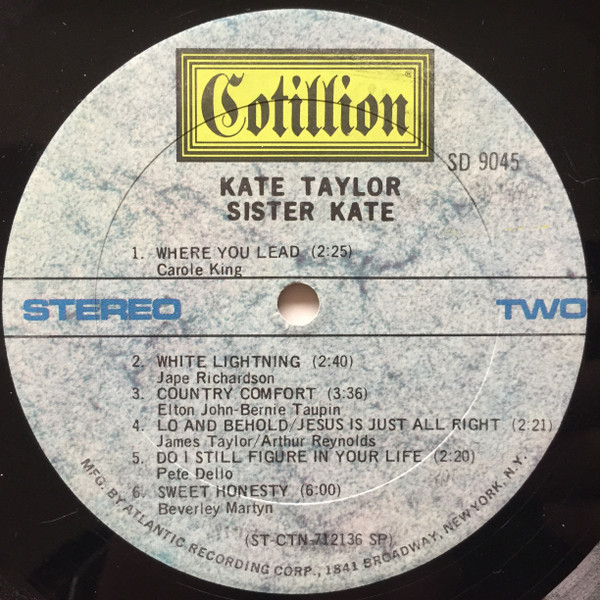 Cotillion ®
SD 9045
KATE TAYLOR
SISTER KATE
1. WHERE YOU LEAD (2:25)
Carole King
STEREO
TWO
2. WHITE LIGHTNING (2:40)
Jape Richardson
3. COUNTRY COMFORT (3:36)
Elton John-Bernie Taupin
4. LO AND BEHOLD/JESUS IS JUST ALL RIGHT (2:21)
James Taylor/Arthur Reynolds
5. DO I STILL FIGURE IN YOUR LIFE (2:20)
Pete Dello
6. SWEET HONESTY (6:00)
Beverley Martyn
(ST-CTN-712136 SP)
MFG. BY ATLANTIC RECORDING CORP., 1841 BROADWAY, NEW YORK, N.Y.